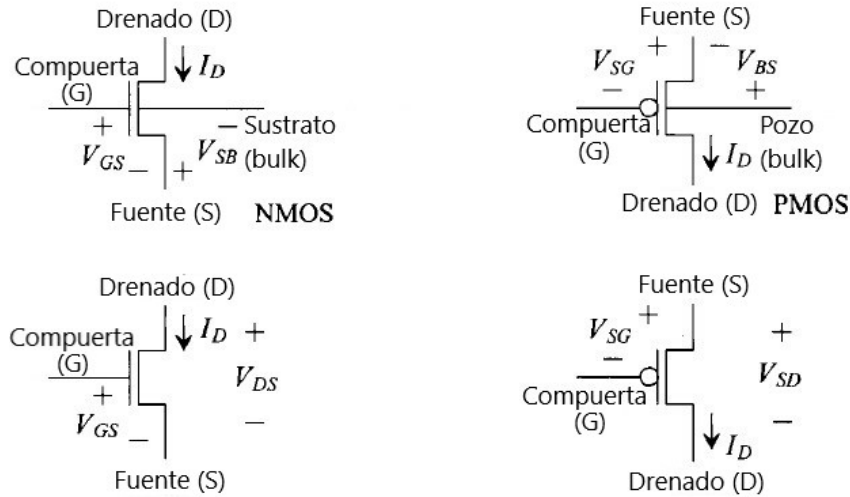 Drenado (D)
I_D
Compuerta
(G)
+
−
Sustrato
V_GS
−
+
V_SB
(bulk)
Fuente (S)
NMOS
Fuente (S)
V_SG
+
−
−
V_BS
+
Compuerta
(G)
Pozo
I_D
(bulk)
Drenado (D)
PMOS
Drenado (D)
Compuerta
(G)
I_D
+
V_DS
−
+
V_GS
−
Fuente (S)
Fuente (S)
V_SG
+
−
+
V_SD
−
Compuerta
(G)
I_D
Drenado (D)